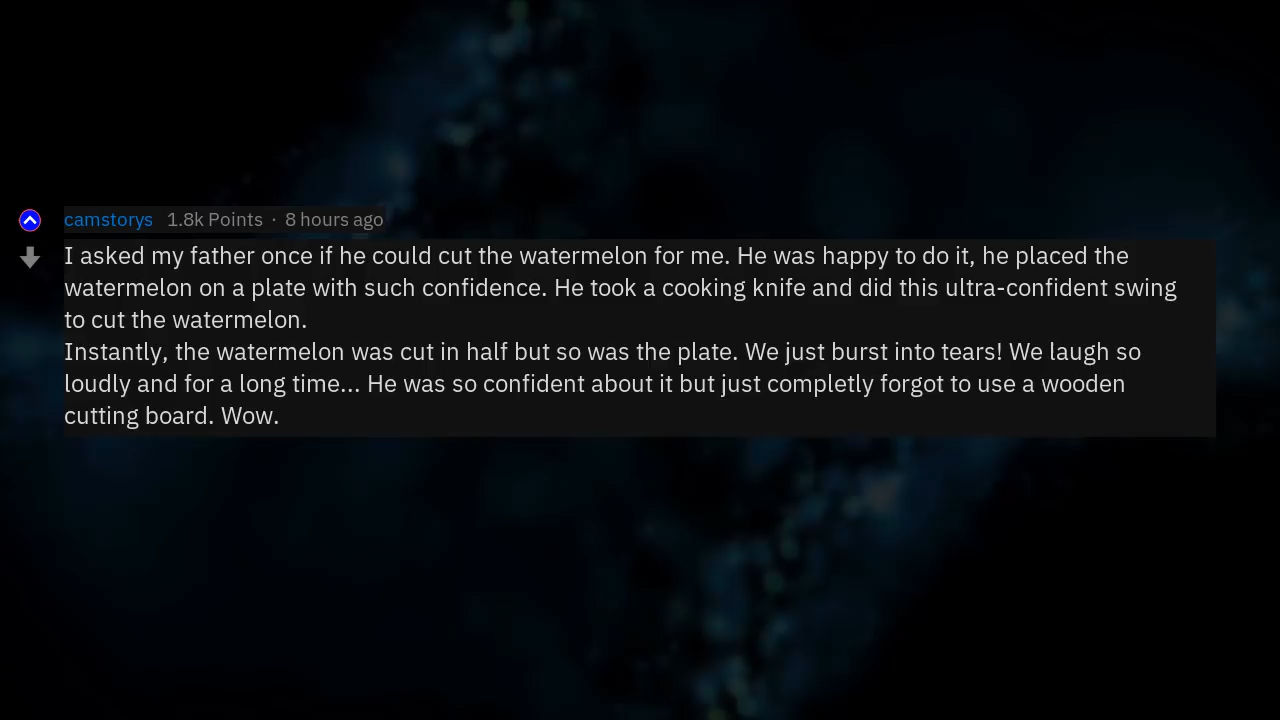 camstorys 1.8k Points · 8 hours ago
I asked my father once if he could cut the watermelon for me. He was happy to do it, he placed the
watermelon on a plate with such confidence. He took a cooking knife and did this ultra-confident swing
to cut the watermelon.
Instantly, the watermelon was cut in half but so was the plate. We just burst into tears! We laugh so
loudly and for a long time... He was so confident about it but just completly forgot to use a wooden
cutting board. Wow.